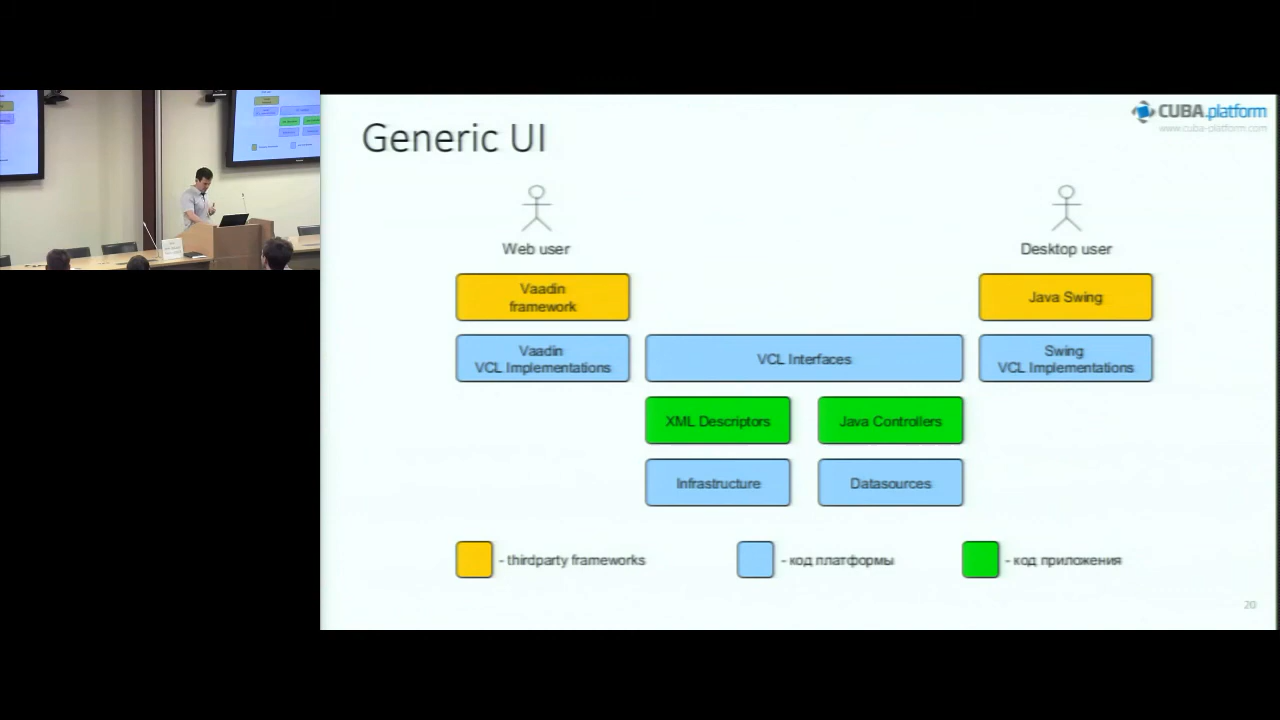 CUBA.platform
www.cuba-platform.com
Generic UI
Web user
Desktop user
Vaadin
framework
Java Swing
Vaadin
VCL Implementations
VCL Interfaces
Swing
VCL Implementations
XML Descriptors
Java Controllers
Infrastructure
Datasources
- thirdparty frameworks
- код платформы
- код приложения
20